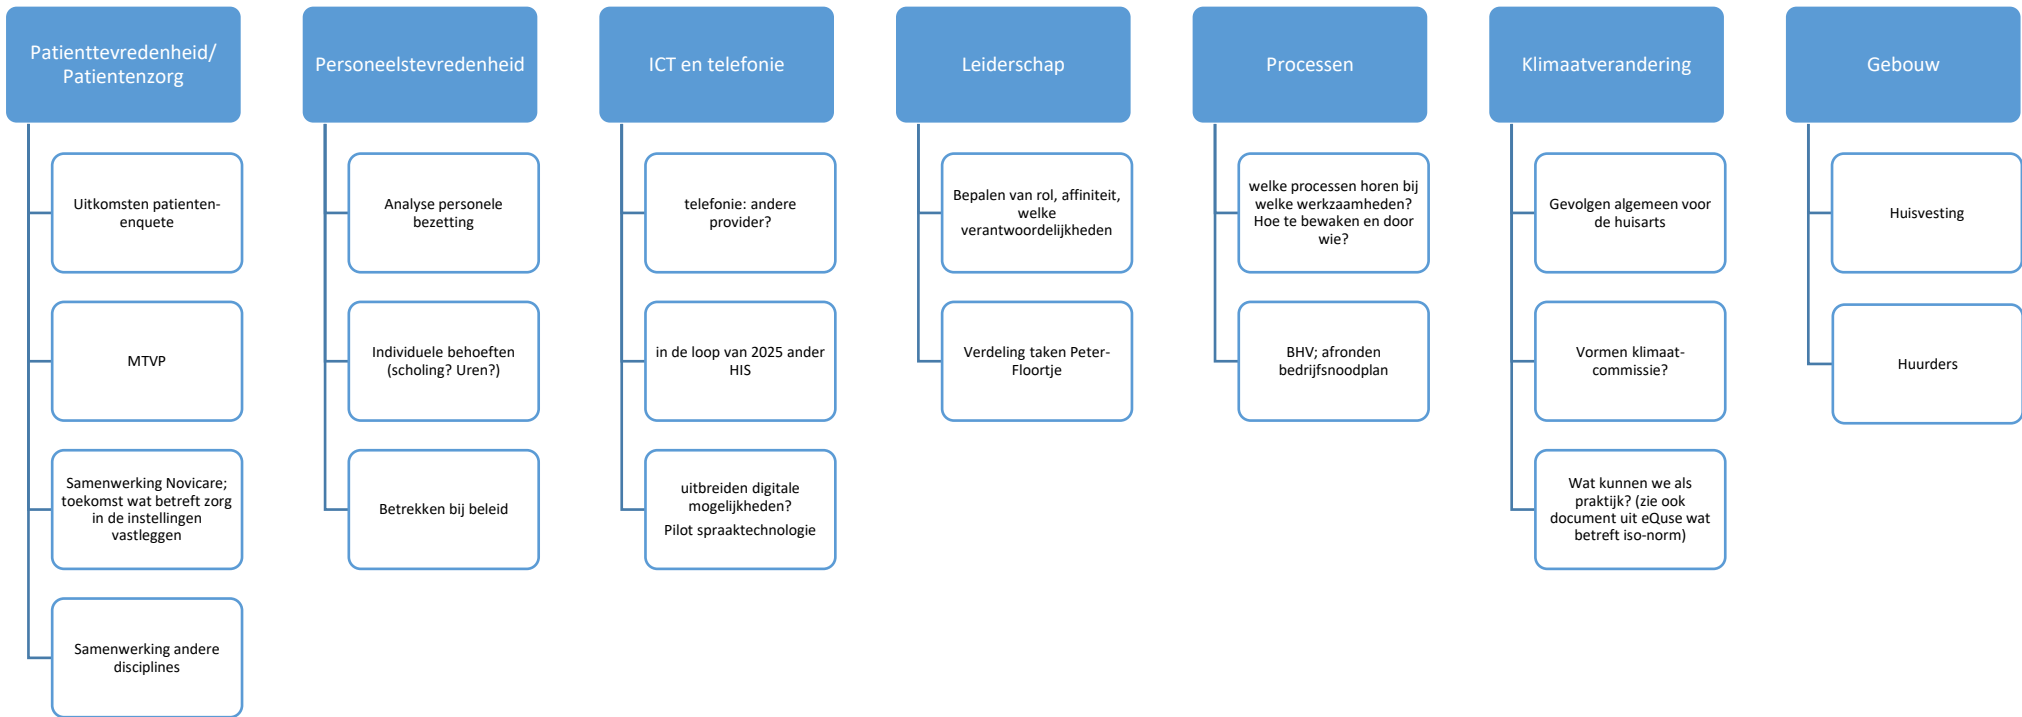 Patienttevredenheid/
Patientenzorg
Uitkomsten patienten-
enquete
MTVP
Samenwerking Novicare;
toekomst wat betreft zorg
in de instellingen
vastleggen
Samenwerking andere
disciplines
Personeelstevredenheid
Analyse personele
bezetting
Individuele behoeften
(scholing? Uren?)
Betrekken bij beleid
ICT en telefonie
telefonie: andere
provider?
in de loop van 2025 ander
HIS
uitbreiden digitale
mogelijkheden?
Pilot spraaktechnologie
Leiderschap
Bepalen van rol, affiniteit,
welke
verantwoordelijkheden
Verdeling taken Peter-
Floortje
Processen
welke processen horen bij
welke werkzaamheden?
Hoe te bewaken en door
wie?
BHV; afronden
bedrijfsnoodplan
Klimaatverandering
Gevolgen algemeen voor
de huisarts
Vormen klimaat-
commissie?
Wat kunnen we als
praktijk? (zie ook
document uit eQuse wat
betreft iso-norm)
Gebouw
Huisvesting
Huurders